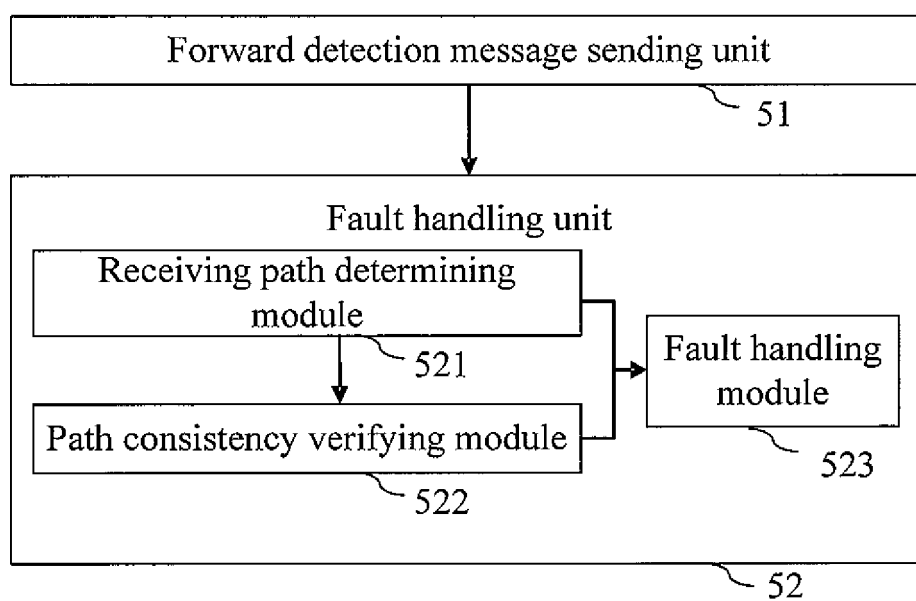 Forward detection message sending unit
51
Fault handling unit
Receiving path determining
module
521
Path consistency verifying module
522
Fault handling
module
523
52